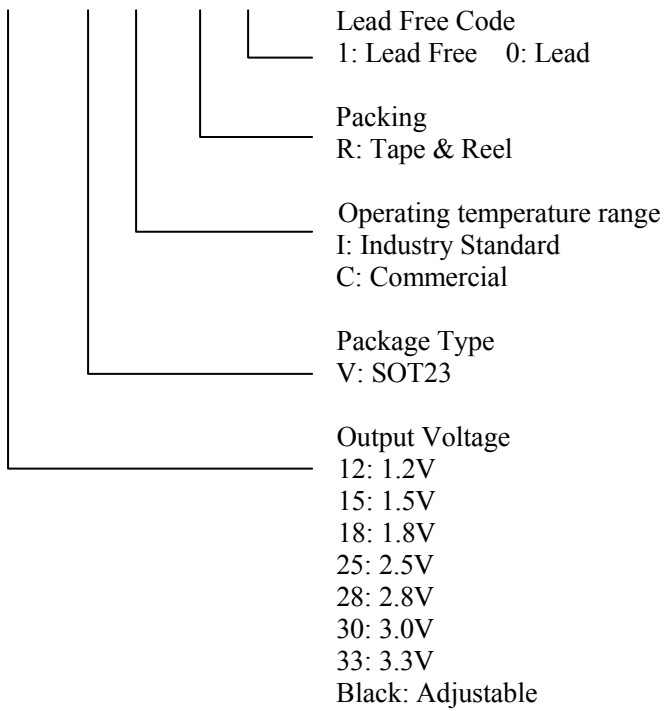 Lead Free Code
1: Lead Free 0: Lead
Packing
R: Tape & Reel
Operating temperature range
I: Industry Standard
C: Commercial
Package Type
V: SOT23
Output Voltage
12: 1.2V
15: 1.5V
18: 1.8V
25: 2.5V
28: 2.8V
30: 3.0V
33: 3.3V
Black: Adjustable